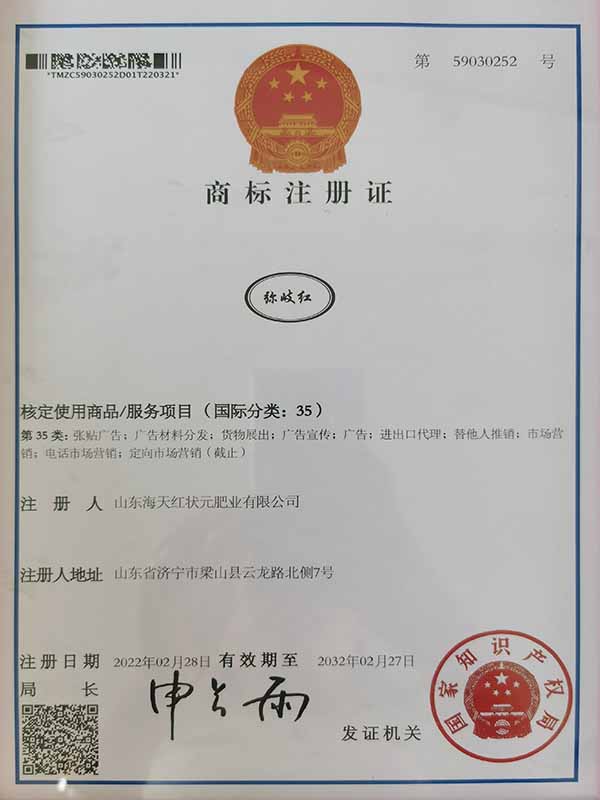 *TMZC59030252D01T220321*
第 59030252 号
商标注册证
弥岐红
核定使用商品/服务项目（国际分类：35）
第35类：张贴广告；广告材料分发；货物展出；广告宣传；广告；进出口代理；替他人推销；市场营
销；电话市场营销；定向市场营销（截止）
注册人 山东海天红状元肥业有限公司
注册人地址 山东省济宁市梁山县云龙路北侧7号
注册日期 2022年02月28日 有效期至 2032年02月27日
局长 申长雨
发证机关
国家知识产权局